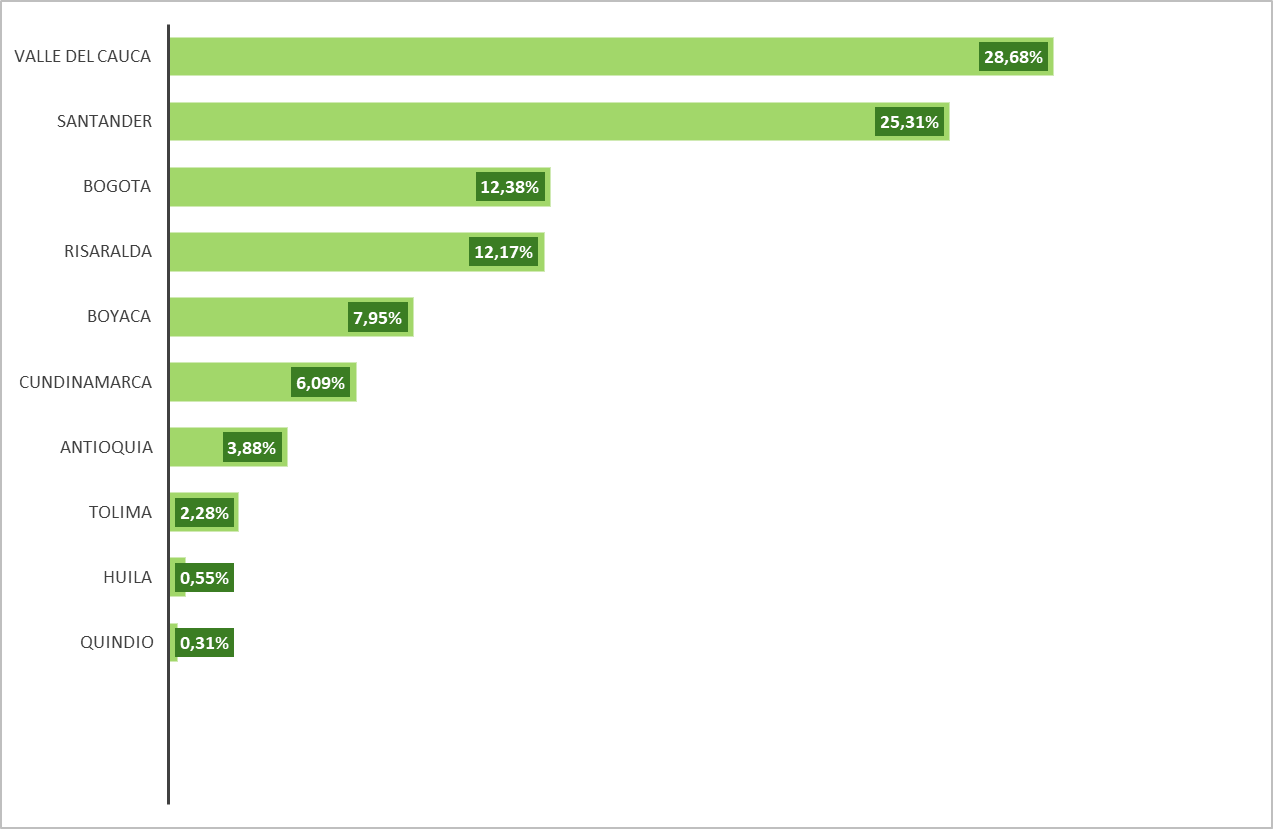 VALLE DEL CAUCA 28,68%
SANTANDER 25,31%
BOGOTA 12,38%
RISARALDA 12,17%
BOYACA 7,95%
CUNDINAMARCA 6,09%
ANTIOQUIA 3,88%
TOLIMA 2,28%
HUILA 0,55%
QUINDIO 0,31%